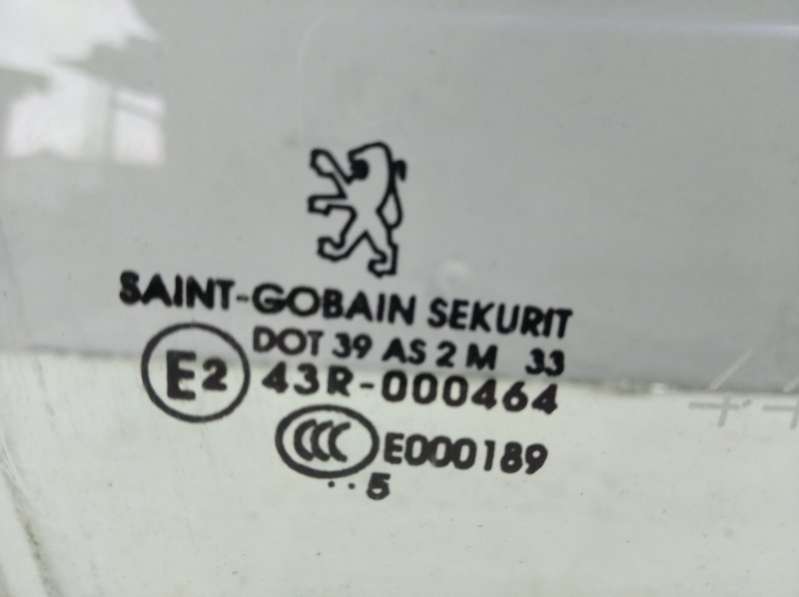 SAINT-GOBAIN SEKURIT
DOT 39 AS 2 M 33
E2 43R-000464
CCC E000189
..5